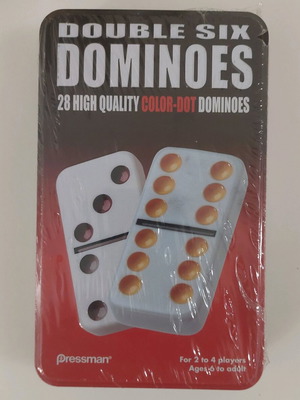 DOUBLE SIX
DOMINOES
28 HIGH QUALITY COLOR-DOT DOMINOES
Pressman®
For 2 to 4 players
Ages 6 to adult